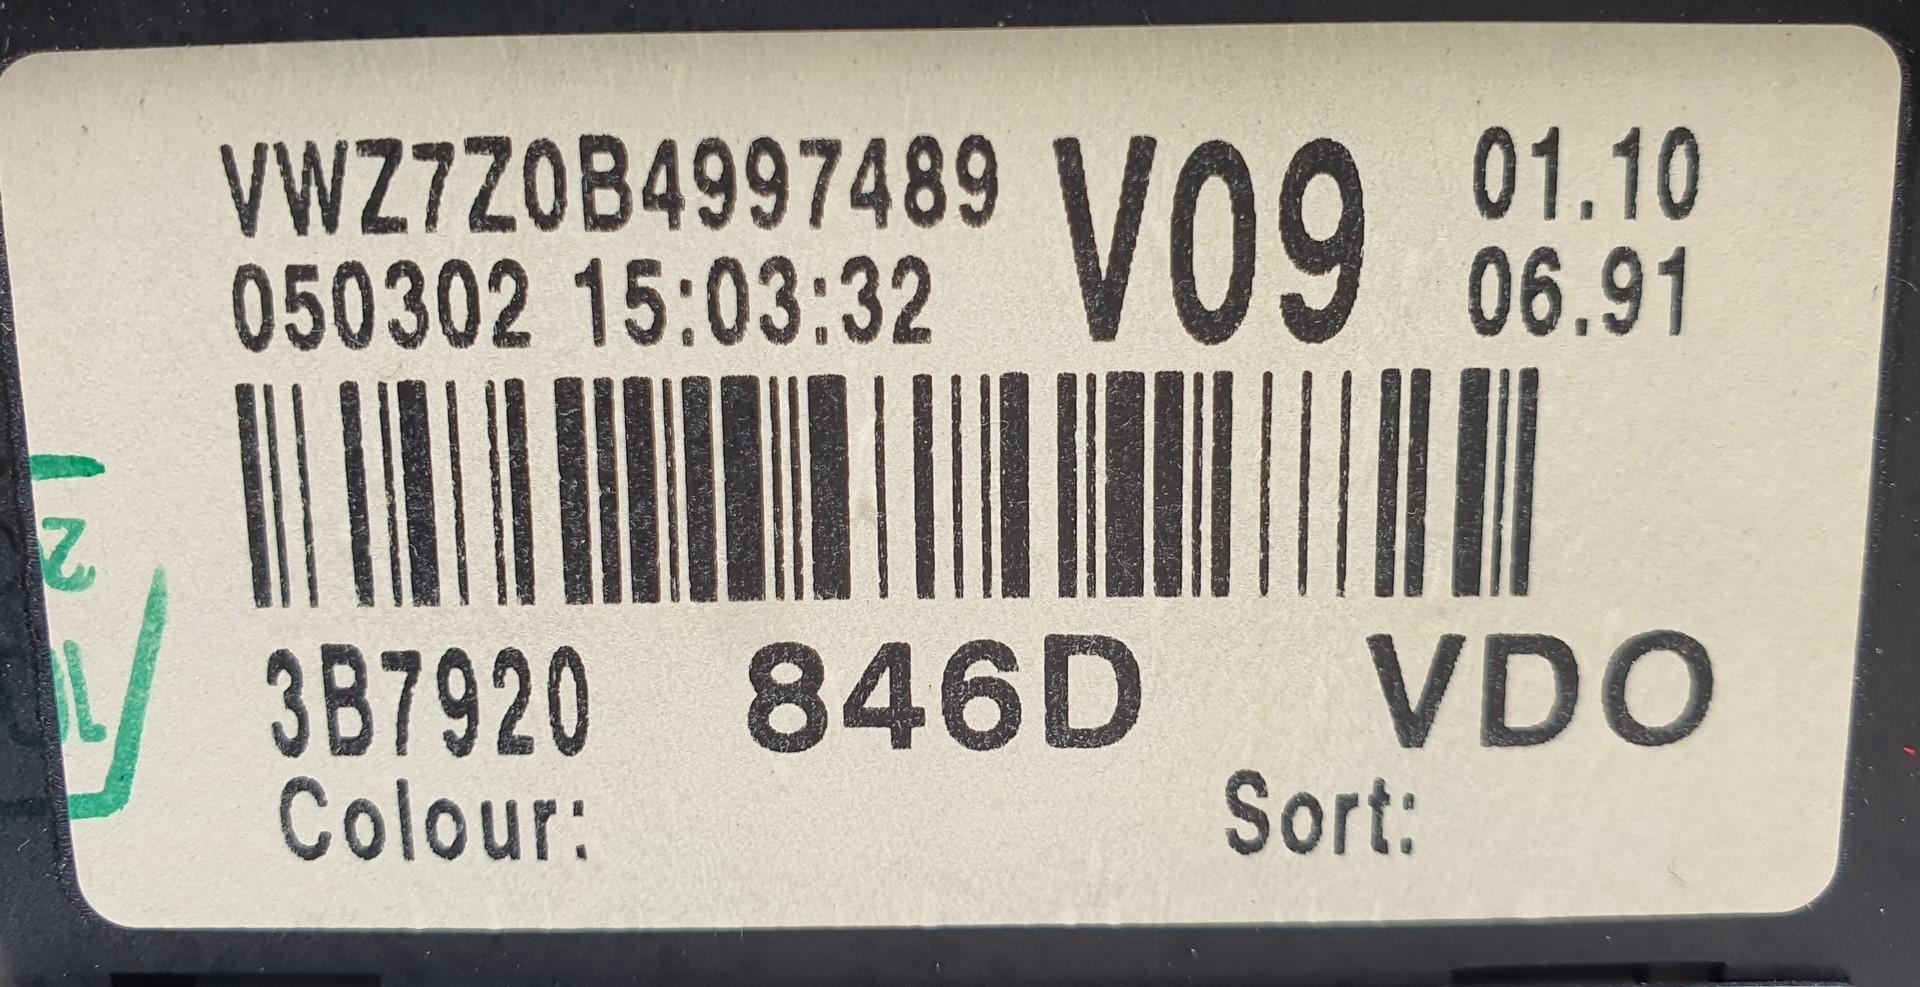 VWZ7Z0B4997489 V09 01.10
050302 15:03:32 06.91
3B7920 846D VDO
Colour: Sort: